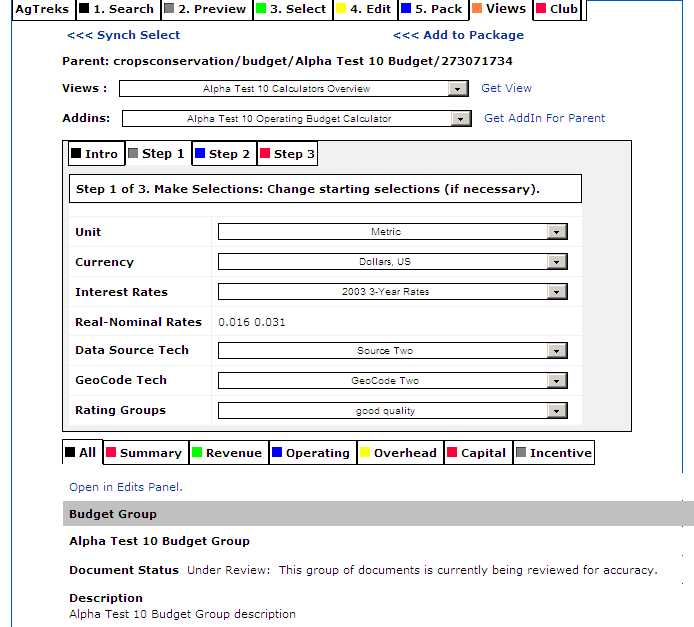 AgTreks 1. Search 2. Preview 3. Select 4. Edit 5. Pack Views Club
<<< Synch Select <<< Add to Package
Parent: cropsconservation/budget/Alpha Test 10 Budget/273071734
Views : Alpha Test 10 Calculators Overview Get View
Addins: Alpha Test 10 Operating Budget Calculator Get AddIn For Parent
Intro Step 1 Step 2 Step 3
Step 1 of 3. Make Selections: Change starting selections (if necessary).
Unit Metric
Currency Dollars, US
Interest Rates 2003 3-Year Rates
Real-Nominal Rates 0.016 0.031
Data Source Tech Source Two
GeoCode Tech GeoCode Two
Rating Groups good quality
All Summary Revenue Operating Overhead Capital Incentive
Open in Edits Panel.
Budget Group
Alpha Test 10 Budget Group
Document Status Under Review: This group of documents is currently being reviewed for accuracy.
Description
Alpha Test 10 Budget Group description